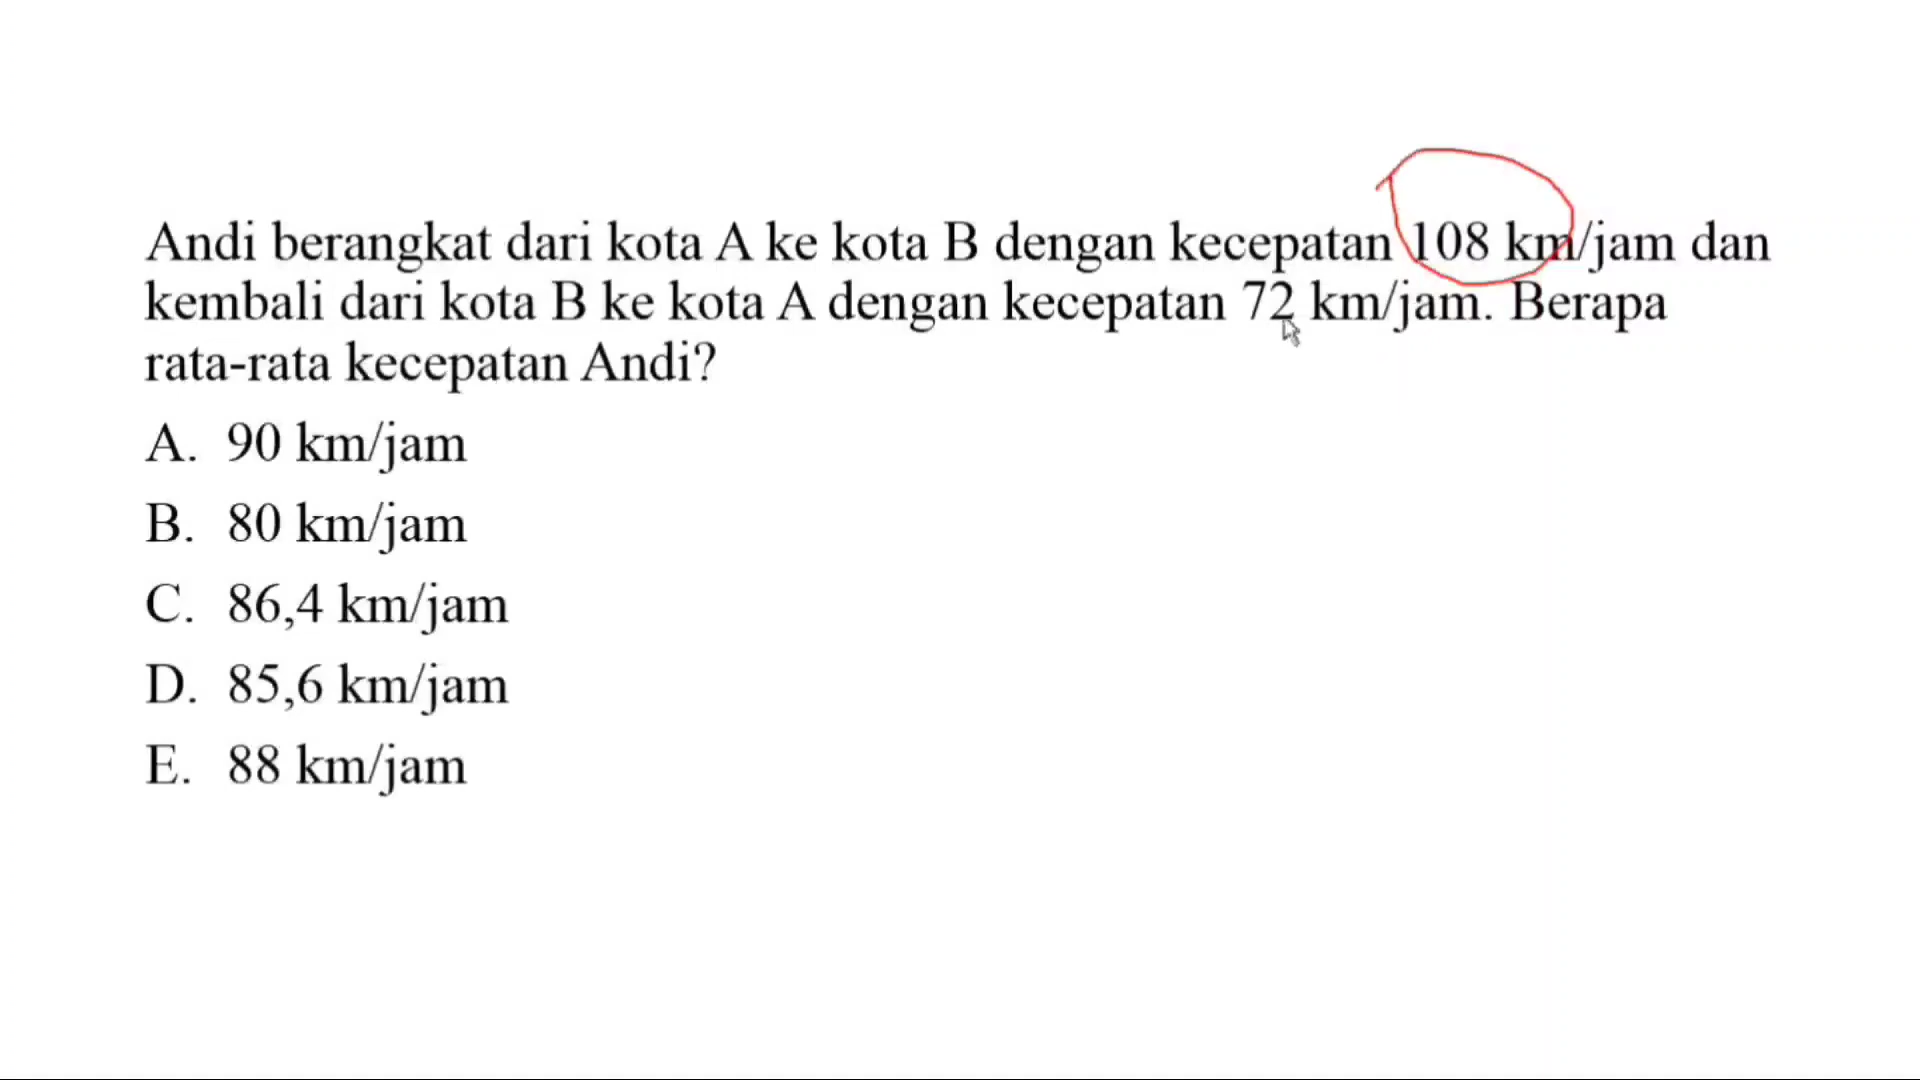 Andi berangkat dari kota A ke kota B dengan kecepatan 108 km/jam dan
kembali dari kota B ke kota A dengan kecepatan 72 km/jam. Berapa
rata-rata kecepatan Andi?
A. 90 km/jam
B. 80 km/jam
C. 86,4 km/jam
D. 85,6 km/jam
E. 88 km/jam